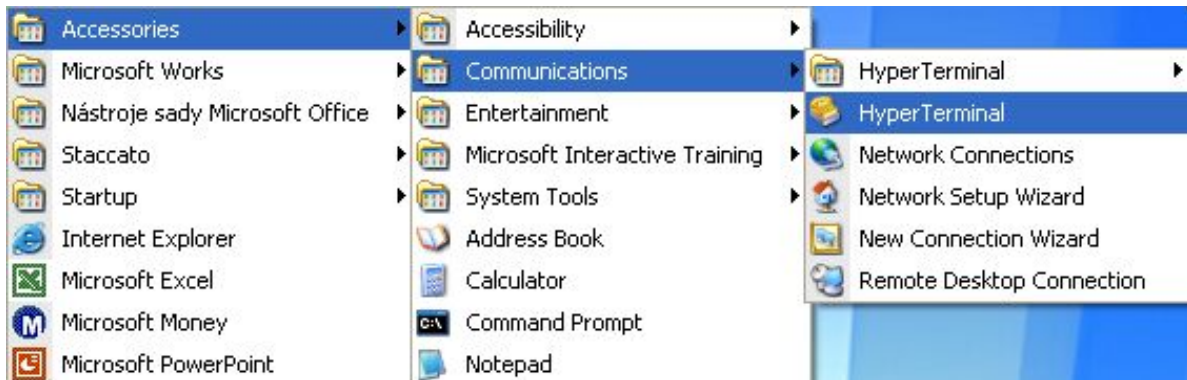 Accessories
Microsoft Works
Nástroje sady Microsoft Office
Staccato
Startup
Internet Explorer
Microsoft Excel
Microsoft Money
Microsoft PowerPoint
Accessibility
Communications
Entertainment
Microsoft Interactive Training
System Tools
Address Book
Calculator
Command Prompt
Notepad
HyperTerminal
HyperTerminal
Network Connections
Network Setup Wizard
New Connection Wizard
Remote Desktop Connection